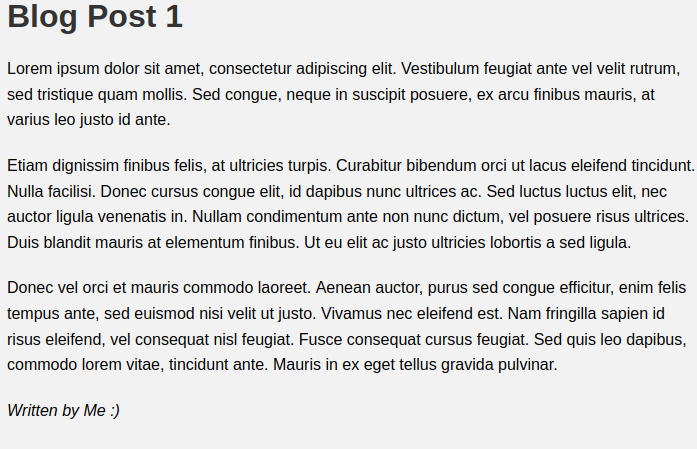 Blog Post 1
Lorem ipsum dolor sit amet, consectetur adipiscing elit. Vestibulum feugiat ante vel velit rutrum,
sed tristique quam mollis. Sed congue, neque in suscipit posuere, ex arcu finibus mauris, at
varius leo justo id ante.
Etiam dignissim finibus felis, at ultricies turpis. Curabitur bibendum orci ut lacus eleifend tincidunt.
Nulla facilisi. Donec cursus congue elit, id dapibus nunc ultrices ac. Sed luctus luctus elit, nec
auctor ligula venenatis in. Nullam condimentum ante non nunc dictum, vel posuere risus ultrices.
Duis blandit mauris at elementum finibus. Ut eu elit ac justo ultricies lobortis a sed ligula.
Donec vel orci et mauris commodo laoreet. Aenean auctor, purus sed congue efficitur, enim felis
tempus ante, sed euismod nisi velit ut justo. Vivamus nec eleifend est. Nam fringilla sapien id
risus eleifend, vel consequat nisl feugiat. Fusce consequat cursus feugiat. Sed quis leo dapibus,
commodo lorem vitae, tincidunt ante. Mauris in ex eget tellus gravida pulvinar.
Written by Me :)